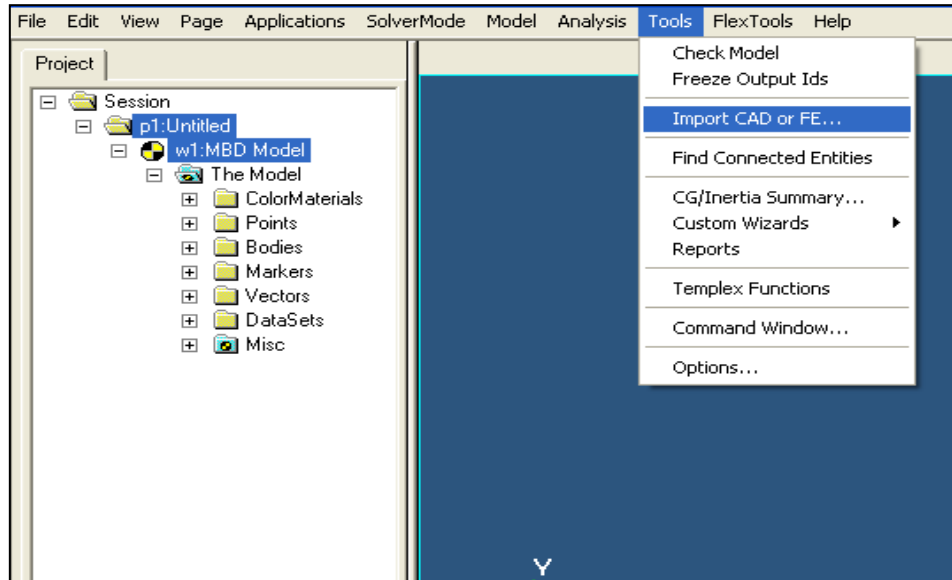 File Edit View Page Applications SolverMode Model Analysis Tools FlexTools Help
Project
Session
p1:Untitled
w1:MBD Model
The Model
ColorMaterials
Points
Bodies
Markers
Vectors
DataSets
Misc
Check Model
Freeze Output Ids
Import CAD or FE...
Find Connected Entities
CG/Inertia Summary...
Custom Wizards
Reports
Templex Functions
Command Window...
Options...
Y